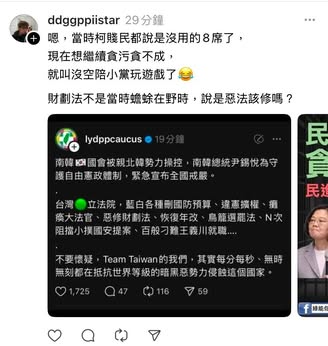 ddggppiistar 29分鐘
嗯，當時柯賤民都說是沒用的8席了，
現在想繼續貪污貪不成，
就叫沒空陪小黨玩遊戲了😂
財劃法不是當時蟾蜍在野時，說是惡法該修嗎？
lydppcaucus 19分鐘
南韓🇰🇷國會被親北韓勢力操控，南韓總統尹錫悅為守
護自由憲政體制，緊急宣布全國戒嚴。
.
台灣🟢立法院，藍白各種刪國防預算、違憲擴權、癱
瘓大法官、惡修財劃法、恢復年改、鳥籠選罷法、N次
阻擋小撲國安提案、百般刁難王義川就職....
.
不要懷疑，Team Taiwan的我們，其實每分每秒、無時
無刻都在抵抗世界等級的暗黑惡勢力侵蝕這個國家。
1,725 47 116 59
民
貪
民進